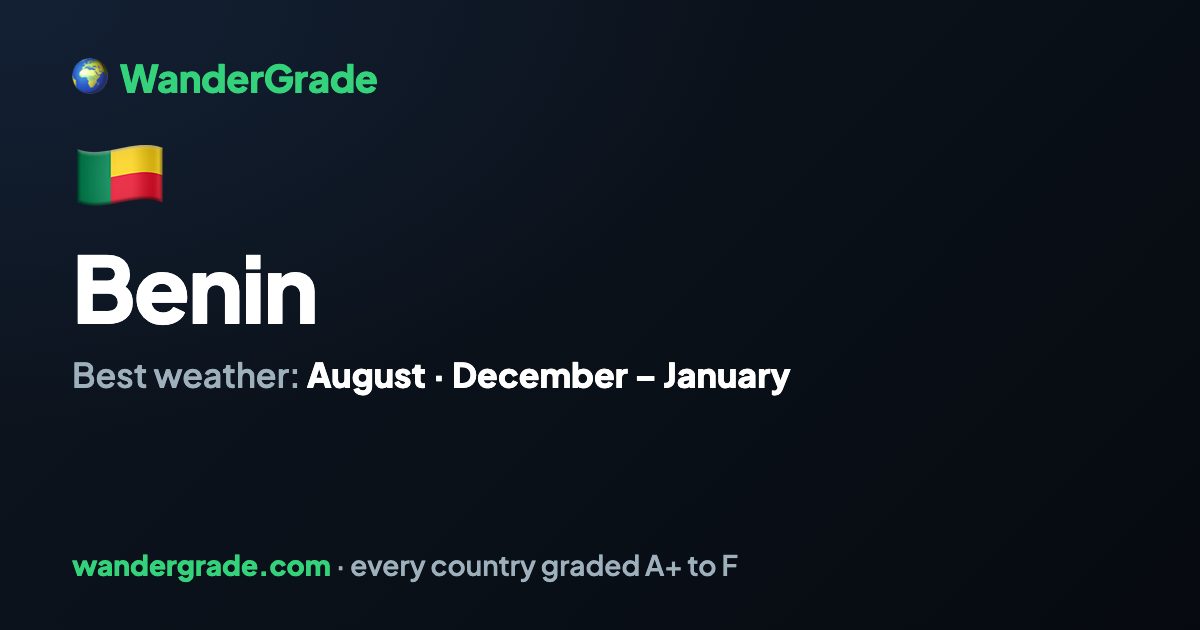 WanderGrade
Benin
Best weather: August · December – January
wandergrade.com · every country graded A+ to F